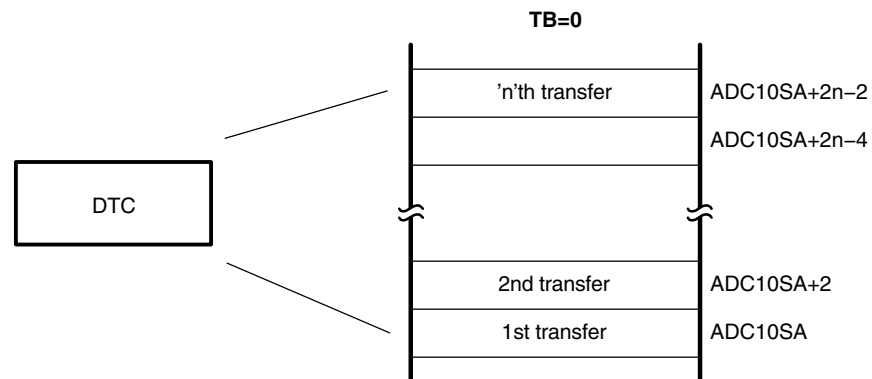 TB=0
’n’th transfer
ADC10SA+2n−2
ADC10SA+2n−4
DTC
2nd transfer
ADC10SA+2
1st transfer
ADC10SA